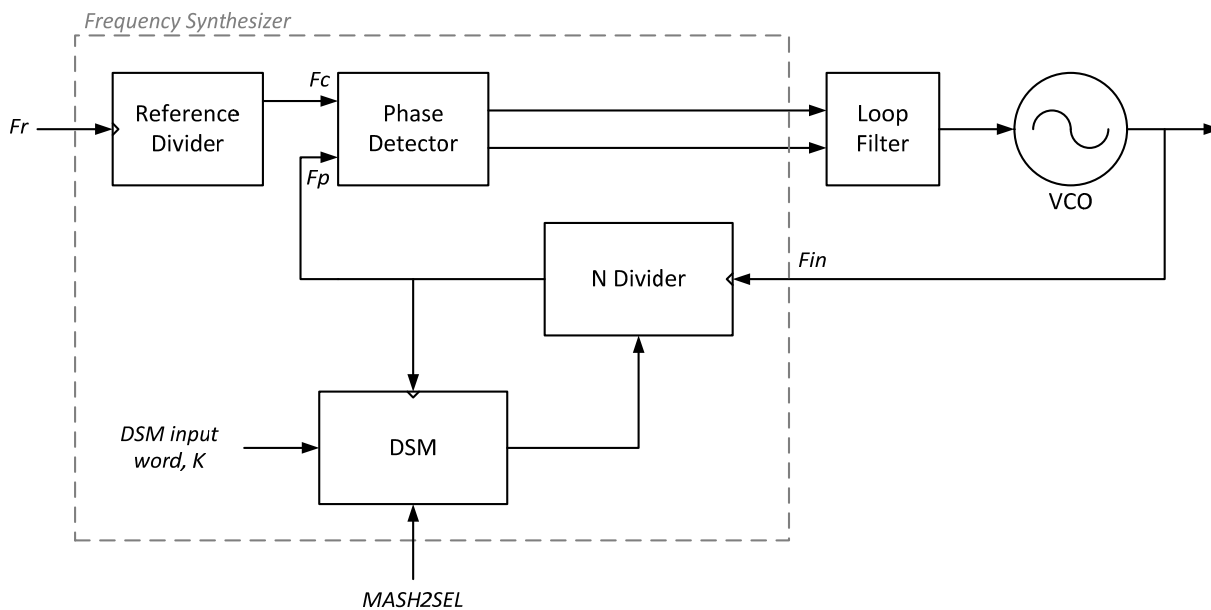 Frequency Synthesizer
Fr
Reference
Divider
Fc
Fp
Phase
Detector
Loop
Filter
VCO
N Divider
Fin
DSM input
word, K
DSM
MASH2SEL